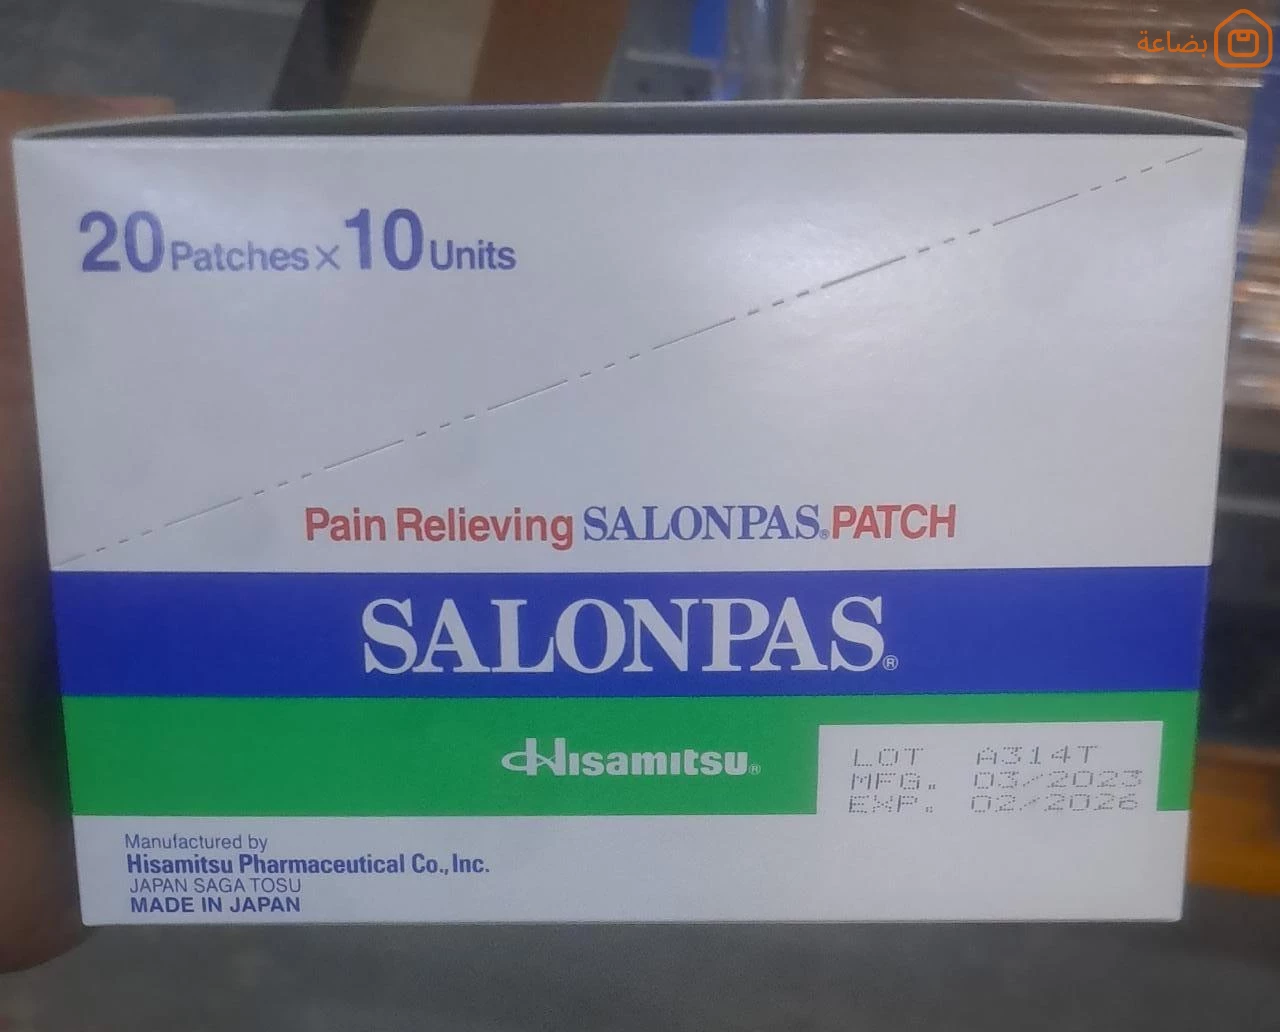 بضاعة
20 Patches x 10 Units
Pain Relieving SALONPAS® PATCH
SALONPAS®
Hisamitsu®
LOT A314T
MFG. 03/2023
EXP. 02/2026
Manufactured by
Hisamitsu Pharmaceutical Co., Inc.
JAPAN SAGA TOSU
MADE IN JAPAN